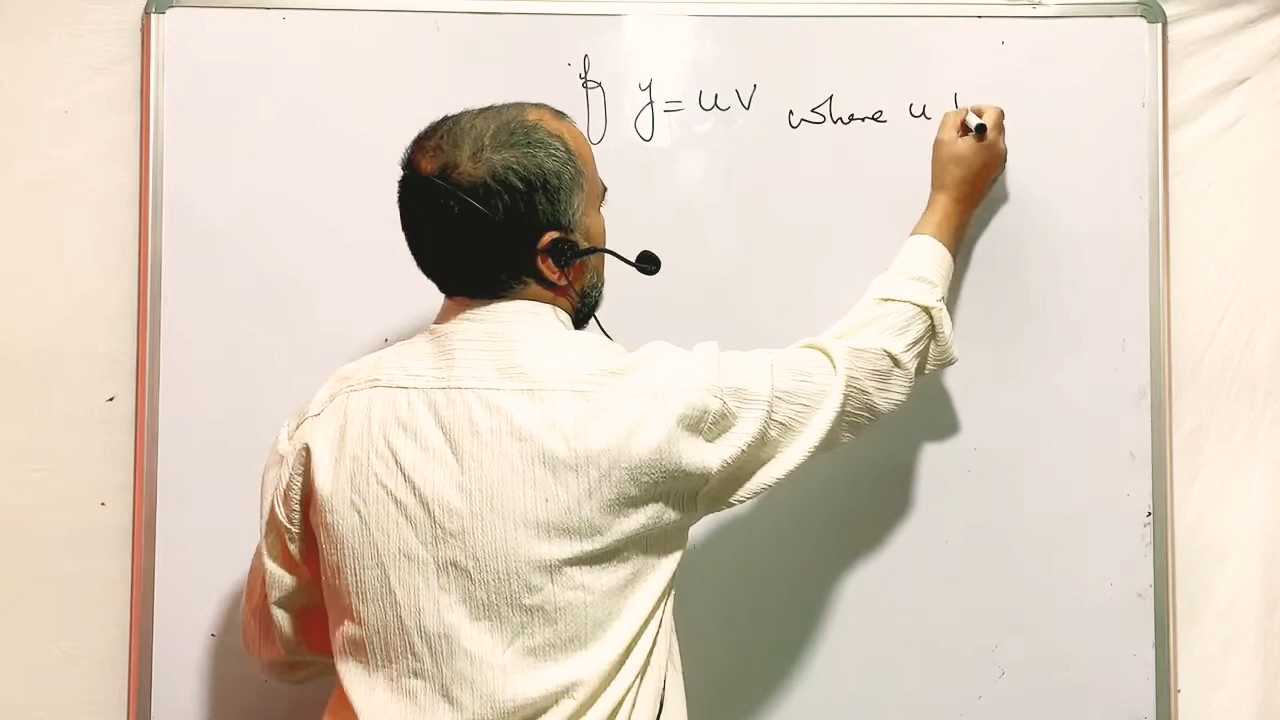 if y = uv where u